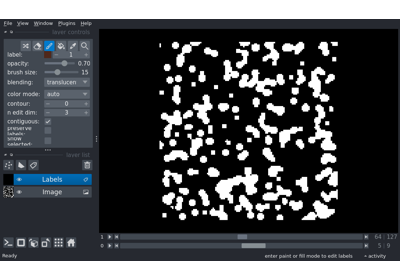 File View Window Plugins Help
layer controls
label: 1
opacity: 0.70
brush size: 15
blending: translucen
color mode: auto
contour: 0
n edit dim: 3
contiguous:
preserve
labels:
show
selected:
layer list
Labels
Image
1 64 127
0 5 9
Ready enter paint or fill mode to edit labels activity